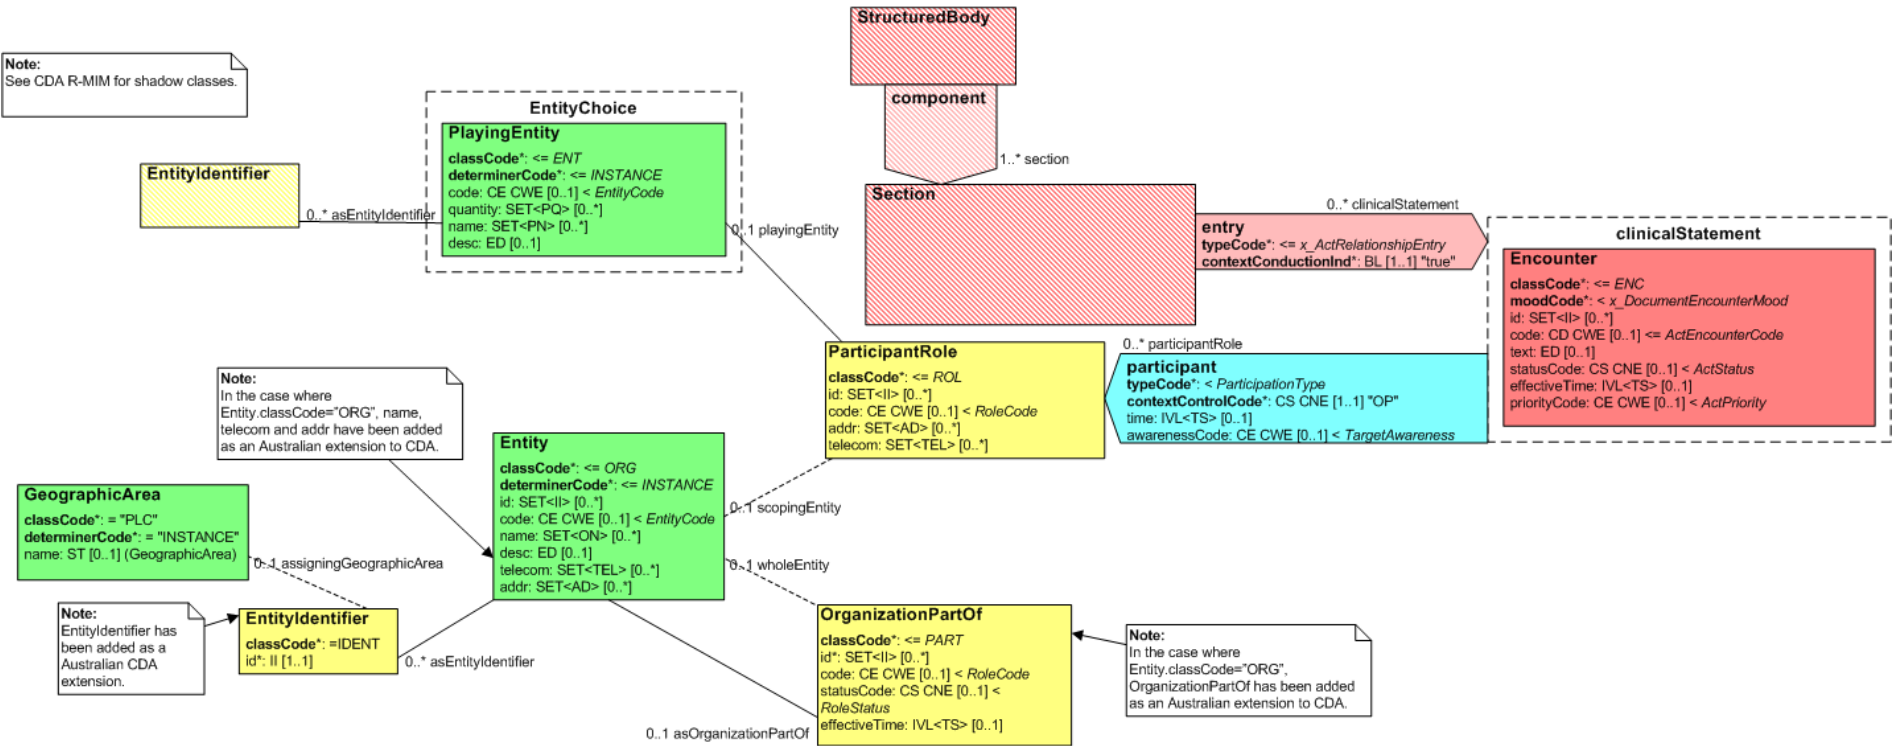 StructuredBody
component
1..* section
Note:
See CDA R-MIM for shadow classes.
EntityChoice
PlayingEntity
classCode*: <= ENT
determinerCode*: <= INSTANCE
code: CE CWE [0..1] < EntityCode
quantity: SET<PQ> [0..*]
name: SET<PN> [0..*]
desc: ED [0..1]
EntityIdentifier
0..* asEntityIdentifier
0..1 playingEntity
Section
0..* clinicalStatement
entry
typeCode*: <= x_ActRelationshipEntry
contextConductionInd*: BL [1..1] "true"
clinicalStatement
Encounter
classCode*: <= ENC
moodCode*: < x_DocumentEncounterMood
id: SET<II> [0..*]
code: CD CWE [0..1] <= ActEncounterCode
text: ED [0..1]
statusCode: CS CNE [0..1] < ActStatus
effectiveTime: IVL<TS> [0..1]
priorityCode: CE CWE [0..1] < ActPriority
0..* participantRole
participant
typeCode*: < ParticipationType
contextControlCode*: CS CNE [1..1] "OP"
time: IVL<TS> [0..1]
awarenessCode: CE CWE [0..1] < TargetAwareness
ParticipantRole
classCode*: <= ROL
id: SET<II> [0..*]
code: CE CWE [0..1] < RoleCode
addr: SET<AD> [0..*]
telecom: SET<TEL> [0..*]
Note:
In the case where
Entity.classCode="ORG", name,
telecom and addr have been added
as an Australian extension to CDA.
Entity
classCode*: <= ORG
determinerCode*: <= INSTANCE
id: SET<II> [0..*]
code: CE CWE [0..1] < EntityCode
name: SET<ON> [0..*]
desc: ED [0..1]
telecom: SET<TEL> [0..*]
addr: SET<AD> [0..*]
0..1 scopingEntity
0..1 wholeEntity
GeographicArea
classCode*: = "PLC"
determinerCode*: = "INSTANCE"
name: ST [0..1] (GeographicArea)
0..1 assigningGeographicArea
Note:
EntityIdentifier has
been added as a
Australian CDA
extension.
EntityIdentifier
classCode*: =IDENT
id*: II [1..1]
0..* asEntityIdentifier
OrganizationPartOf
classCode*: <= PART
id*: SET<II> [0..*]
code: CE CWE [0..1] < RoleCode
statusCode: CS CNE [0..1] <
RoleStatus
effectiveTime: IVL<TS> [0..1]
0..1 asOrganizationPartOf
Note:
In the case where
Entity.classCode="ORG",
OrganizationPartOf has been added
as an Australian extension to CDA.